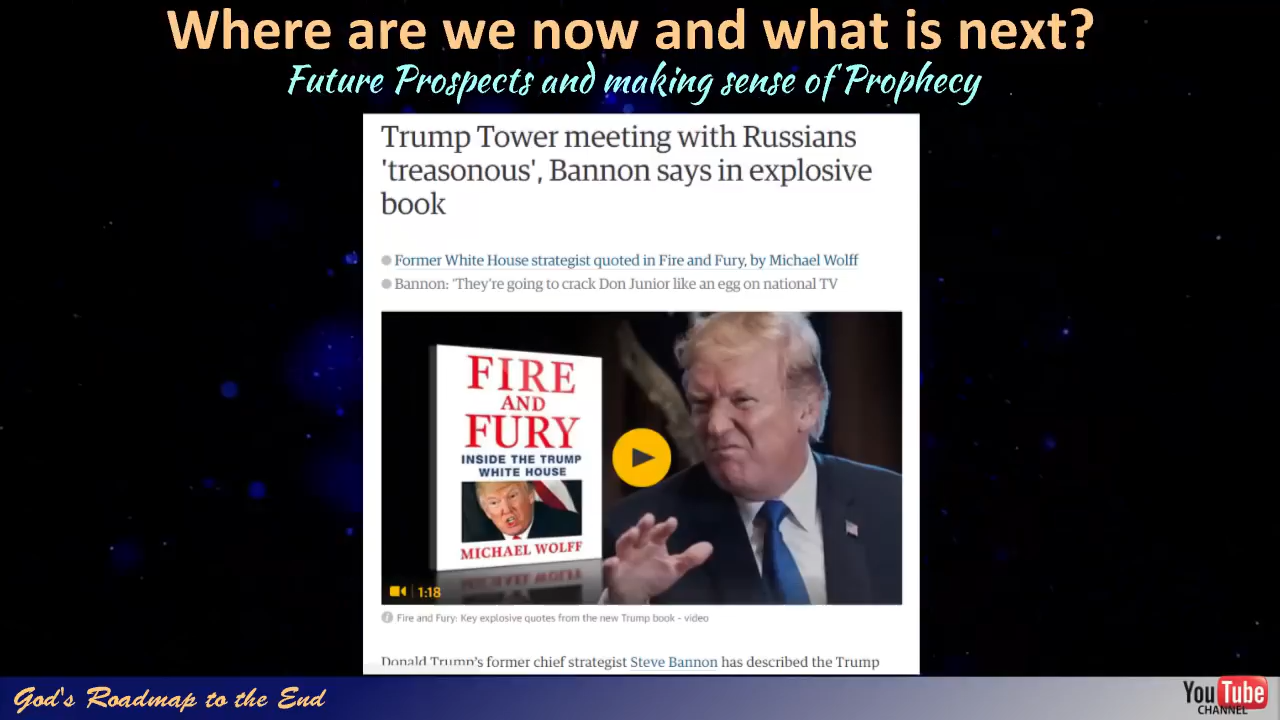 Where are we now and what is next?
Future Prospects and making sense of Prophecy
Trump Tower meeting with Russians
'treasonous', Bannon says in explosive
book
Former White House strategist quoted in Fire and Fury, by Michael Wolff
Bannon: 'They're going to crack Don Junior like an egg on national TV
FIRE
AND
FURY
INSIDE THE TRUMP
WHITE HOUSE
MICHAEL WOLFF
1:18
Fire and Fury: Key explosive quotes from the new Trump book - video
Donald Trump's former chief strategist Steve Bannon has described the Trump
God's Roadmap to the End
YouTube
CHANNEL